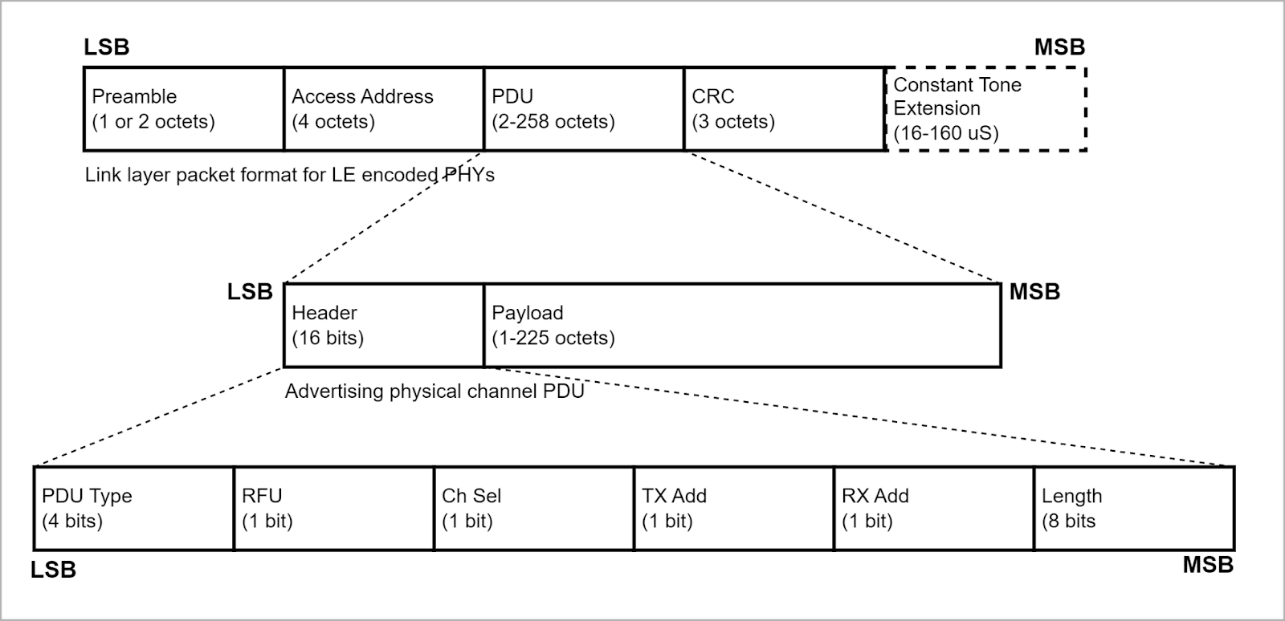 LSB
MSB
Preamble
(1 or 2 octets)
Access Address
(4 octets)
PDU
(2-258 octets)
CRC
(3 octets)
Constant Tone
Extension
(16-160 uS)
Link layer packet format for LE encoded PHYs
LSB
MSB
Header
(16 bits)
Payload
(1-225 octets)
Advertising physical channel PDU
PDU Type
(4 bits)
RFU
(1 bit)
Ch Sel
(1 bit)
TX Add
(1 bit)
RX Add
(1 bit)
Length
(8 bits
LSB
MSB